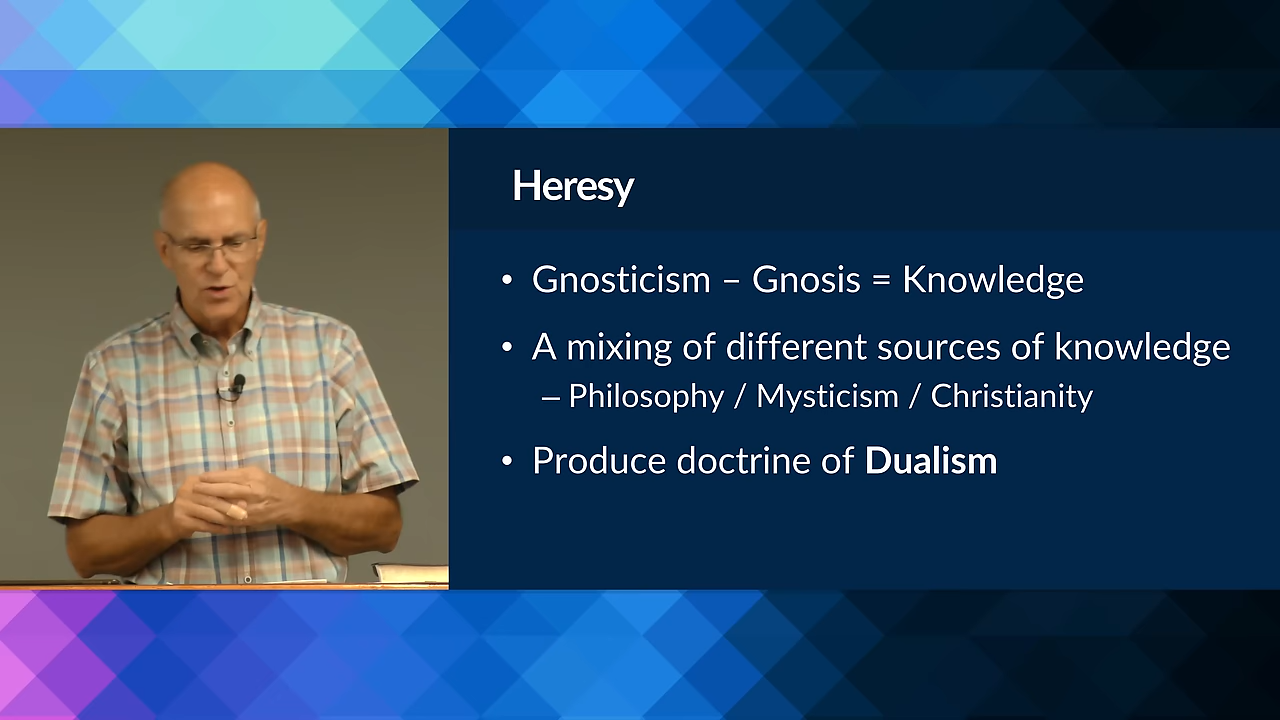 Heresy
• Gnosticism – Gnosis = Knowledge
• A mixing of different sources of knowledge
– Philosophy / Mysticism / Christianity
• Produce doctrine of Dualism